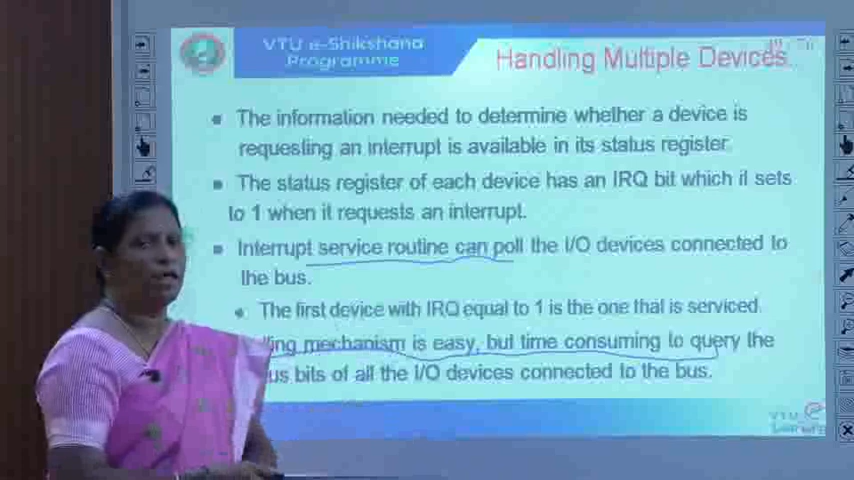 VTU e-Shikshana
Programme
Handling Multiple Devices
The information needed to determine whether a device is
requesting an interrupt is available in its status register
The status register of each device has an IRQ bit which it sets
to 1 when it requests an interrupt.
Interrupt service routine can poll the I/O devices connected to
the bus.
The first device with IRQ equal to 1 is the one that is serviced.
mechanism is easy, but time consuming to query the
bits of all the I/O devices connected to the bus.
VTU